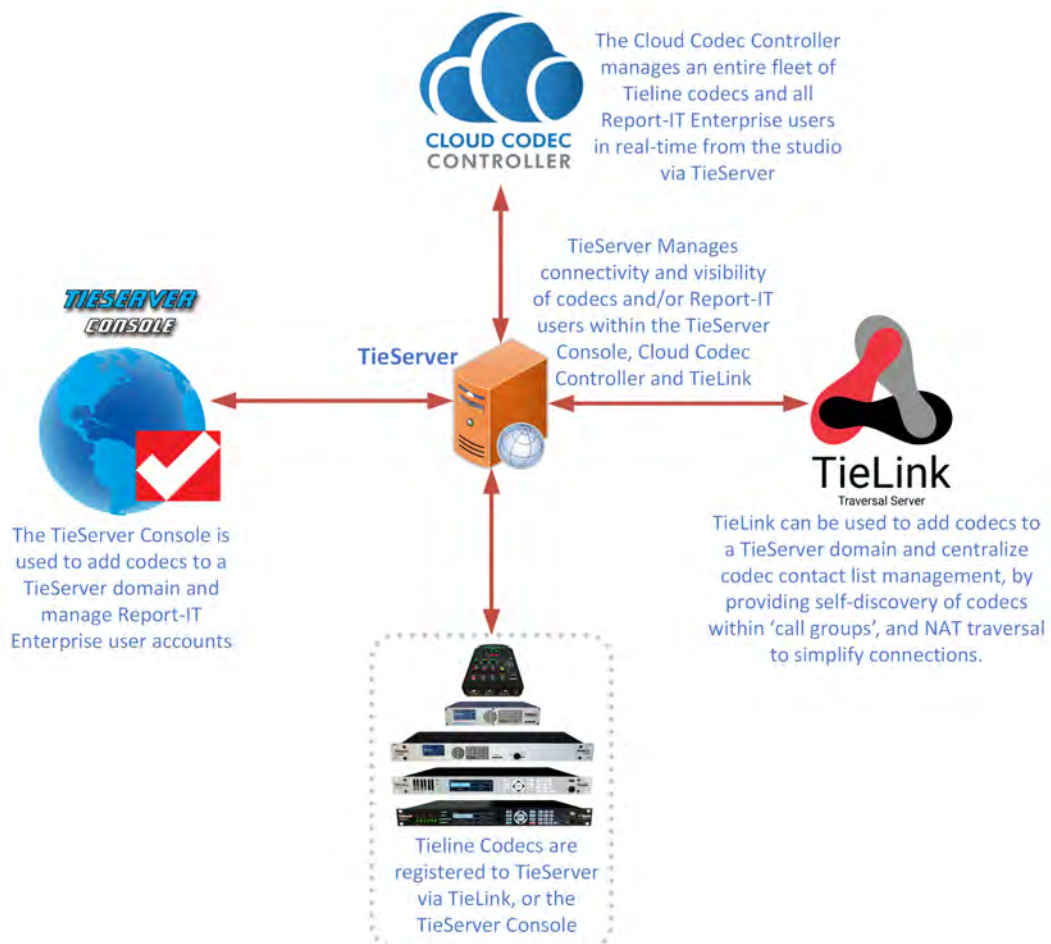 CLOUD CODEC
CONTROLLER
The Cloud Codec Controller
manages an entire fleet of
Tieline codecs and all
Report-IT Enterprise users
in real-time from the studio
via TieServer
TieServer Manages
connectivity and visibility
of codecs and/or Report-IT
users within the TieServer
Console, Cloud Codec
Controller and TieLink
TIESERVER
CONSOLE
TieServer
TieLink
Traversal Server
The TieServer Console is
used to add codecs to a
TieServer domain and
manage Report-IT
Enterprise user accounts
TieLink can be used to add codecs to
a TieServer domain and centralize
codec contact list management, by
providing self-discovery of codecs
within ‘call groups’, and NAT traversal
to simplify connections.
Tieline Codecs are
registered to TieServer
via TieLink, or the
TieServer Console